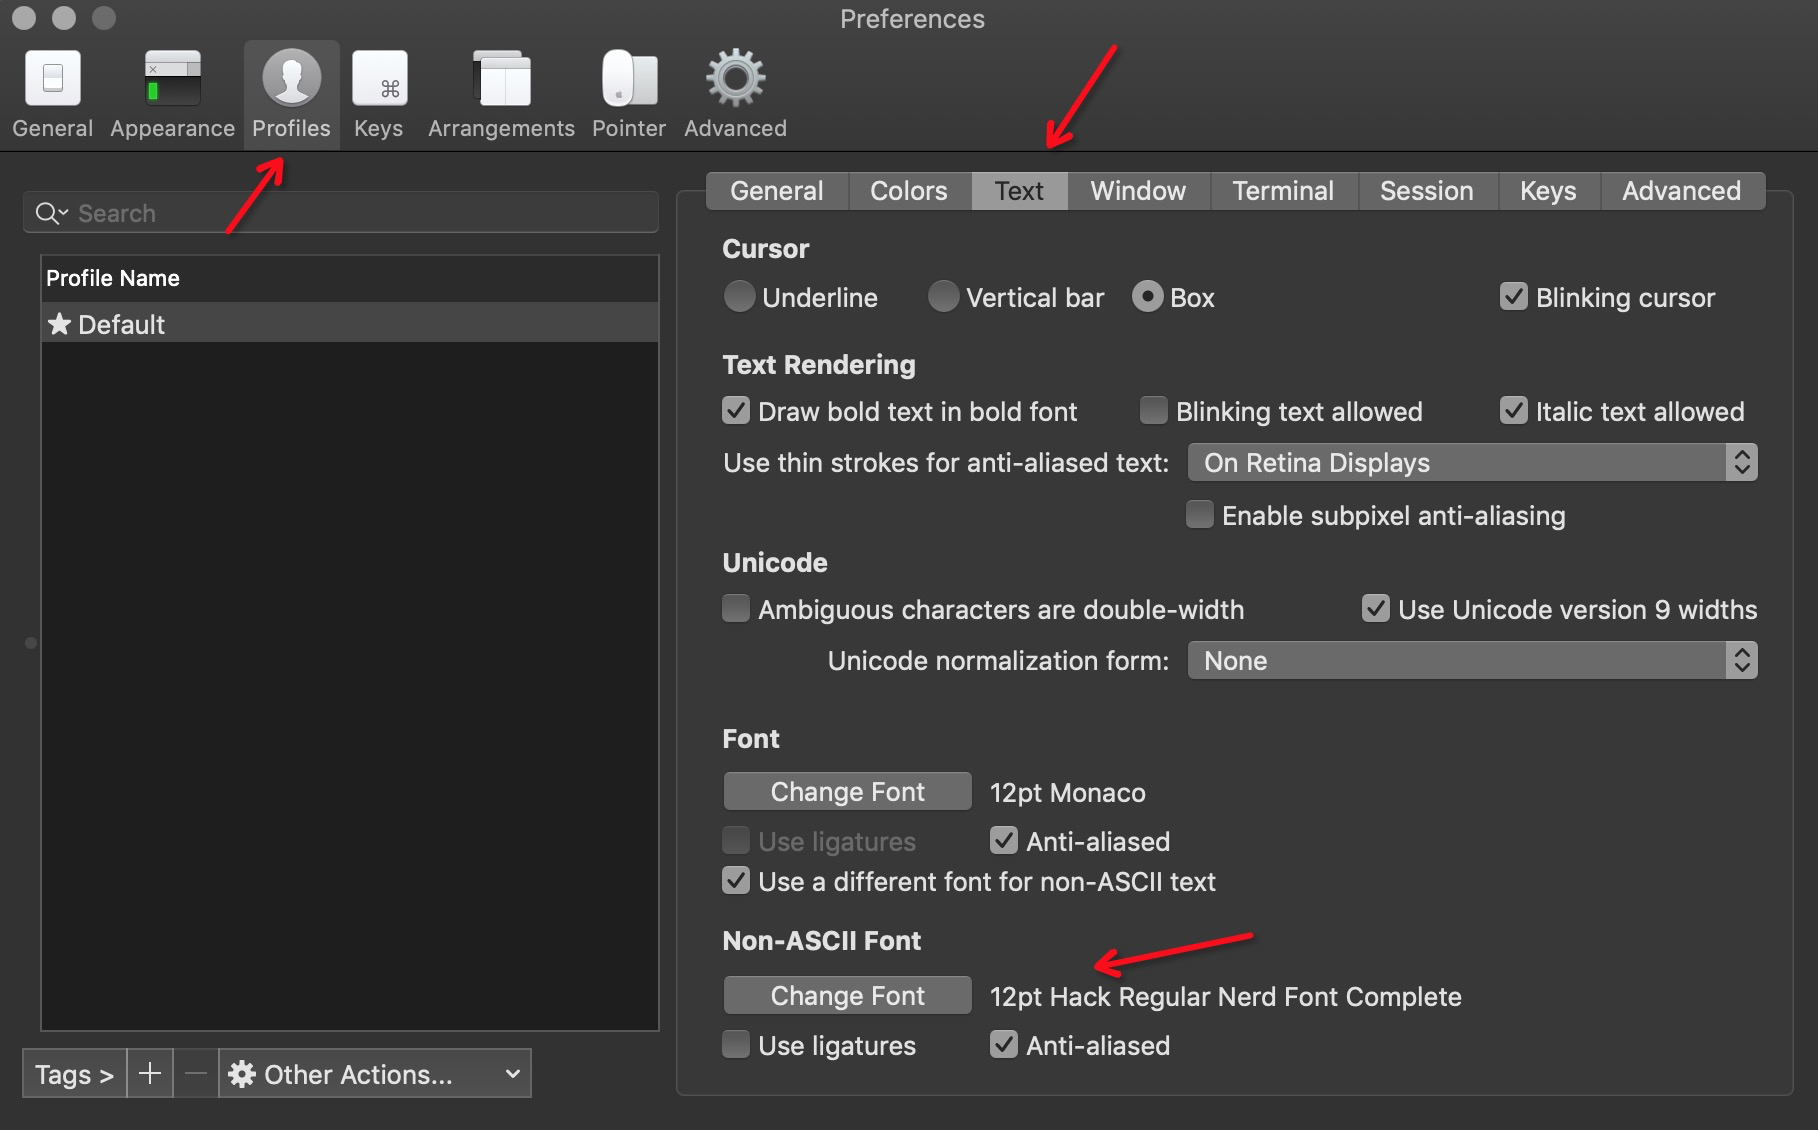 Preferences
General Appearance Profiles Keys Arrangements Pointer Advanced
Search
Profile Name
Default
Tags > Other Actions...
General Colors Text Window Terminal Session Keys Advanced
Cursor
Underline Vertical bar Box Blinking cursor
Text Rendering
Draw bold text in bold font Blinking text allowed Italic text allowed
Use thin strokes for anti-aliased text: On Retina Displays
Enable subpixel anti-aliasing
Unicode
Ambiguous characters are double-width Use Unicode version 9 widths
Unicode normalization form: None
Font
Change Font 12pt Monaco
Use ligatures Anti-aliased
Use a different font for non-ASCII text
Non-ASCII Font
Change Font 12pt Hack Regular Nerd Font Complete
Use ligatures Anti-aliased